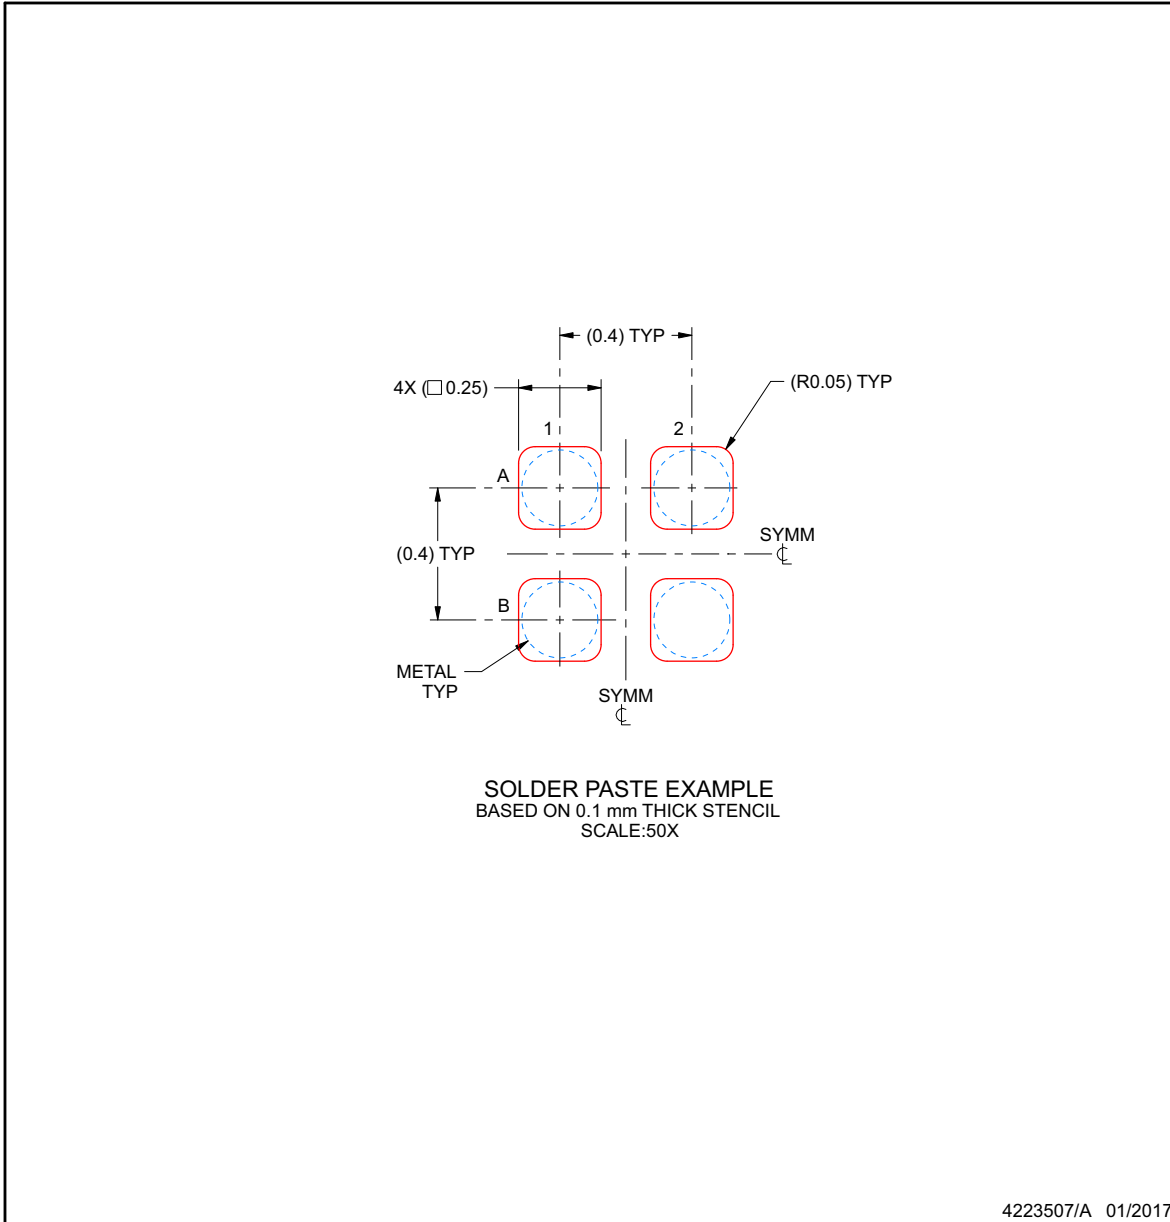 (0.4) TYP
4X (□ 0.25)
(R0.05) TYP
1
2
A
SYMM
℄
(0.4) TYP
B
METAL
TYP
SYMM
℄
SOLDER PASTE EXAMPLE
BASED ON 0.1 mm THICK STENCIL
SCALE:50X
4223507/A 01/2017